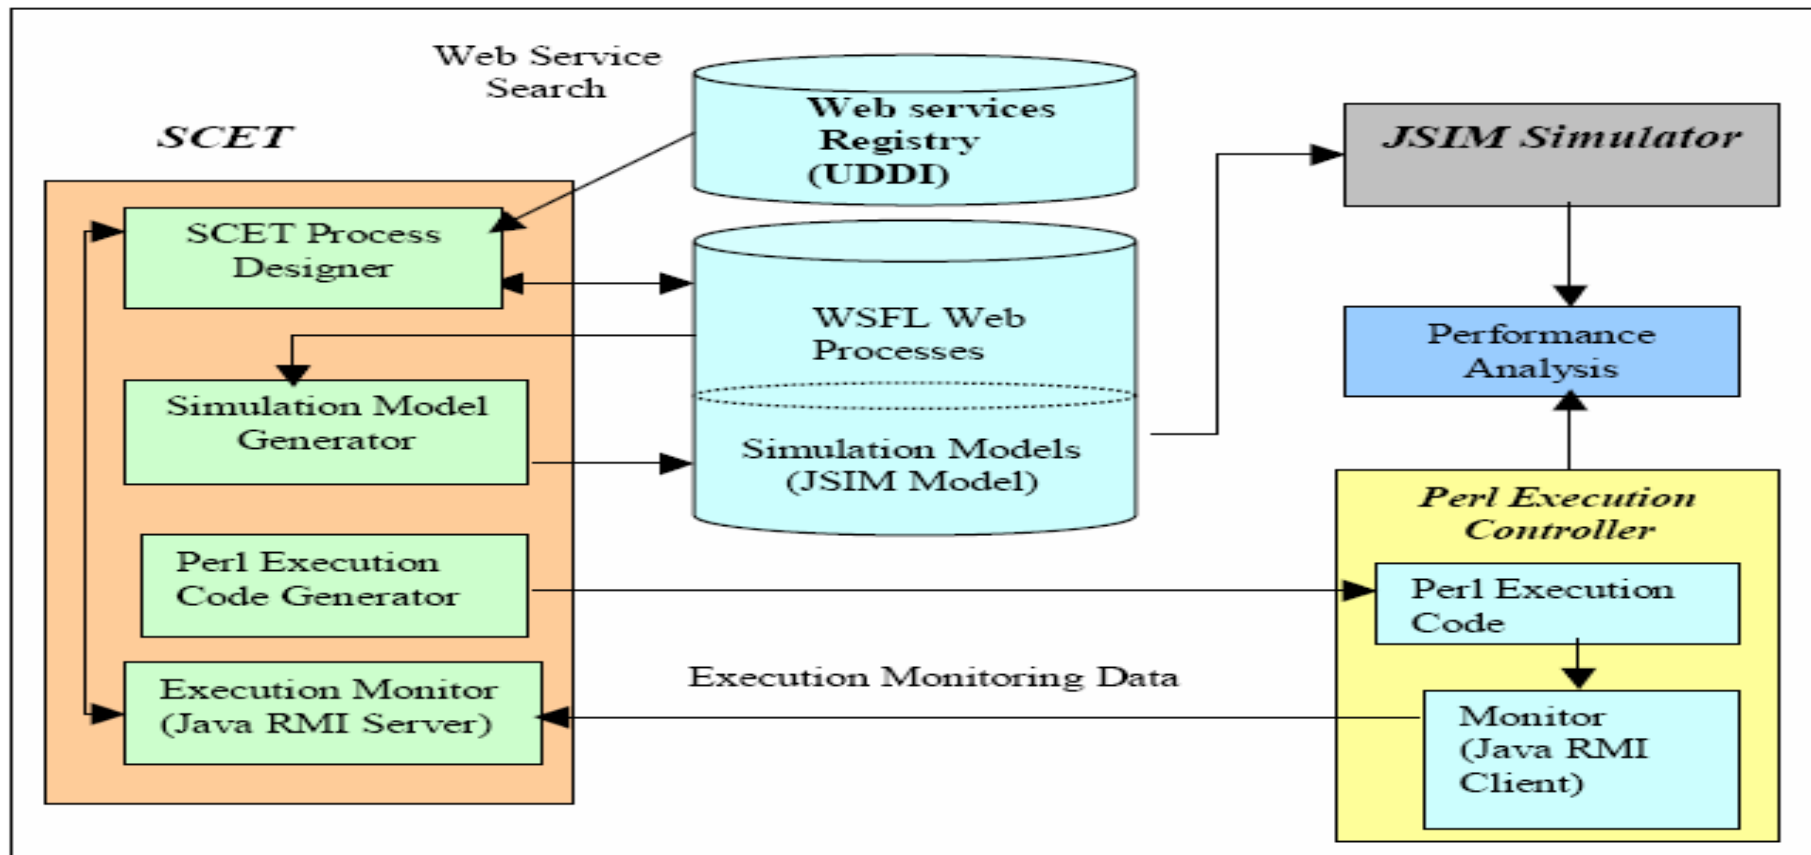 Web Service
Search
SCET
Web services
Registry
(UDDI)
JSIM Simulator
SCET Process
Designer
WSFL Web
Processes
Performance
Analysis
Simulation Model
Generator
Simulation Models
(JSIM Model)
Perl Execution
Controller
Perl Execution
Code Generator
Perl Execution
Code
Execution Monitor
(Java RMI Server)
Execution Monitoring Data
Monitor
(Java RMI
Client)